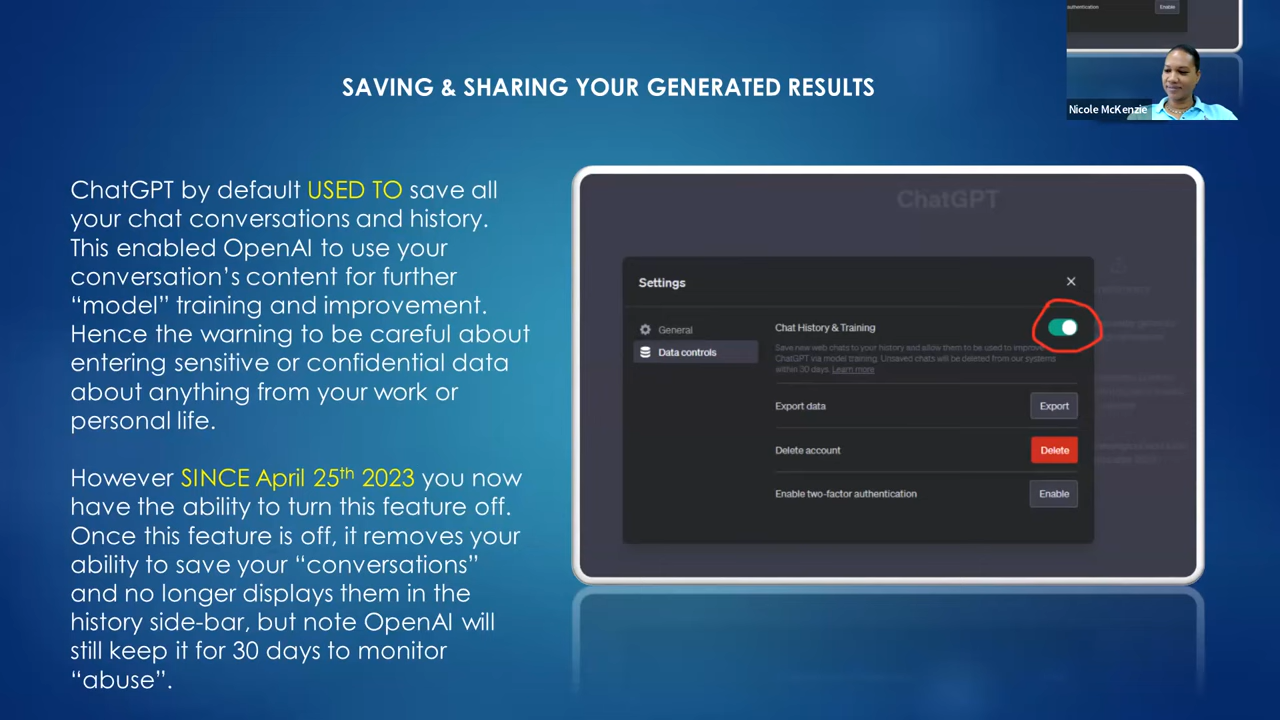 authentication
Enable
SAVING & SHARING YOUR GENERATED RESULTS
Nicole McKenzie
ChatGPT by default USED TO save all
your chat conversations and history.
This enabled OpenAI to use your
conversation’s content for further
“model” training and improvement.
Hence the warning to be careful about
entering sensitive or confidential data
about anything from your work or
personal life.
However SINCE April 25th 2023 you now
have the ability to turn this feature off.
Once this feature is off, it removes your
ability to save your “conversations”
and no longer displays them in the
history side-bar, but note OpenAI will
still keep it for 30 days to monitor
“abuse”.
ChatGPT
Settings
General
Data controls
Chat History & Training
Save new web chats to your history and allow them to be used to improve
ChatGPT via model training. Unsaved chats will be deleted from our systems
within 30 days. Learn more
Export data
Export
Delete account
Delete
Enable two-factor authentication
Enable